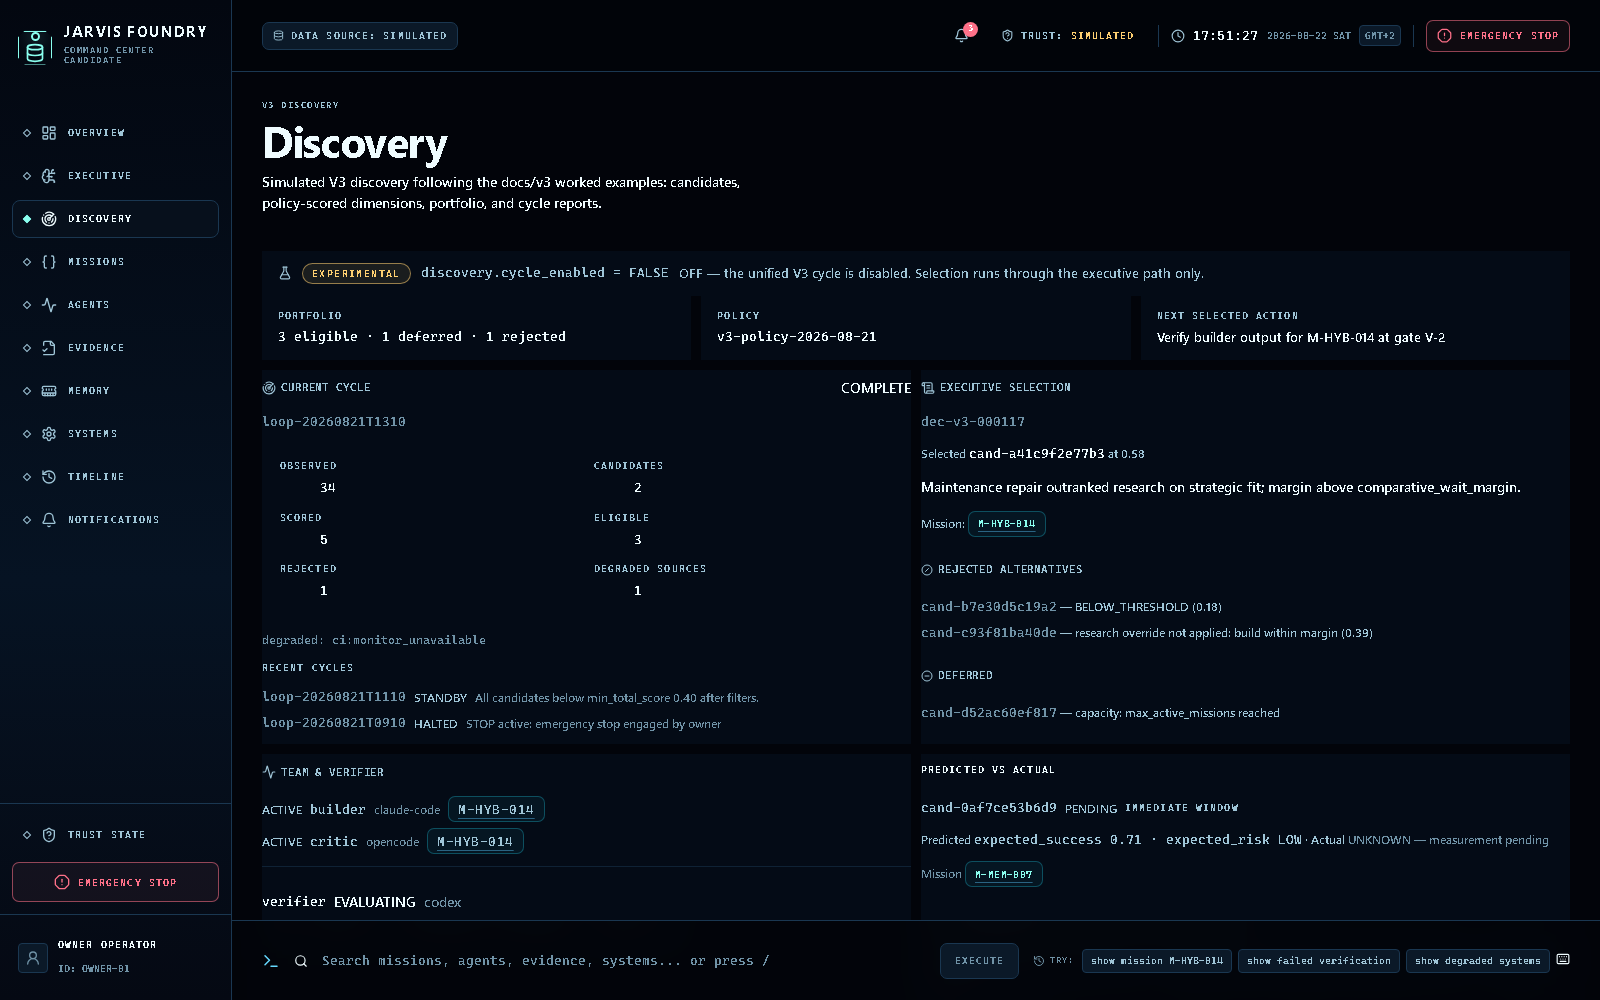 JARVIS FOUNDRY
COMMAND CENTER
CANDIDATE
OVERVIEW
EXECUTIVE
DISCOVERY
MISSIONS
AGENTS
EVIDENCE
MEMORY
SYSTEMS
TIMELINE
NOTIFICATIONS
TRUST STATE
EMERGENCY STOP
OWNER OPERATOR
ID: OWNER-01
DATA SOURCE: SIMULATED
3
TRUST: SIMULATED
17:51:27 2026-08-22 SAT GMT+2
EMERGENCY STOP
V3 DISCOVERY
Discovery
Simulated V3 discovery following the docs/v3 worked examples: candidates,
policy-scored dimensions, portfolio, and cycle reports.
EXPERIMENTAL discovery.cycle_enabled = FALSE OFF — the unified V3 cycle is disabled. Selection runs through the executive path only.
PORTFOLIO
3 eligible · 1 deferred · 1 rejected
POLICY
v3-policy-2026-08-21
NEXT SELECTED ACTION
Verify builder output for M-HYB-014 at gate V-2
CURRENT CYCLE COMPLETE
loop-20260821T1310
OBSERVED CANDIDATES
34 2
SCORED ELIGIBLE
5 3
REJECTED DEGRADED SOURCES
1 1
degraded: ci:monitor_unavailable
RECENT CYCLES
loop-20260821T1110 STANDBY All candidates below min_total_score 0.40 after filters.
loop-20260821T0910 HALTED STOP active: emergency stop engaged by owner
EXECUTIVE SELECTION
dec-v3-000117
Selected cand-a41c9f2e77b3 at 0.58
Maintenance repair outranked research on strategic fit; margin above comparative_wait_margin.
Mission: M-HYB-014
REJECTED ALTERNATIVES
cand-b7e30d5c19a2 — BELOW_THRESHOLD (0.18)
cand-c93f81ba40de — research override not applied: build within margin (0.39)
DEFERRED
cand-d52ac60ef817 — capacity: max_active_missions reached
TEAM & VERIFIER
ACTIVE builder claude-code M-HYB-014
ACTIVE critic opencode M-HYB-014
verifier EVALUATING codex
PREDICTED VS ACTUAL
cand-0af7ce53b6d9 PENDING IMMEDIATE WINDOW
Predicted expected_success 0.71 · expected_risk LOW · Actual UNKNOWN — measurement pending
Mission M-MEM-007
Search missions, agents, evidence, systems... or press /
EXECUTE
TRY: show mission M-HYB-014 show failed verification show degraded systems